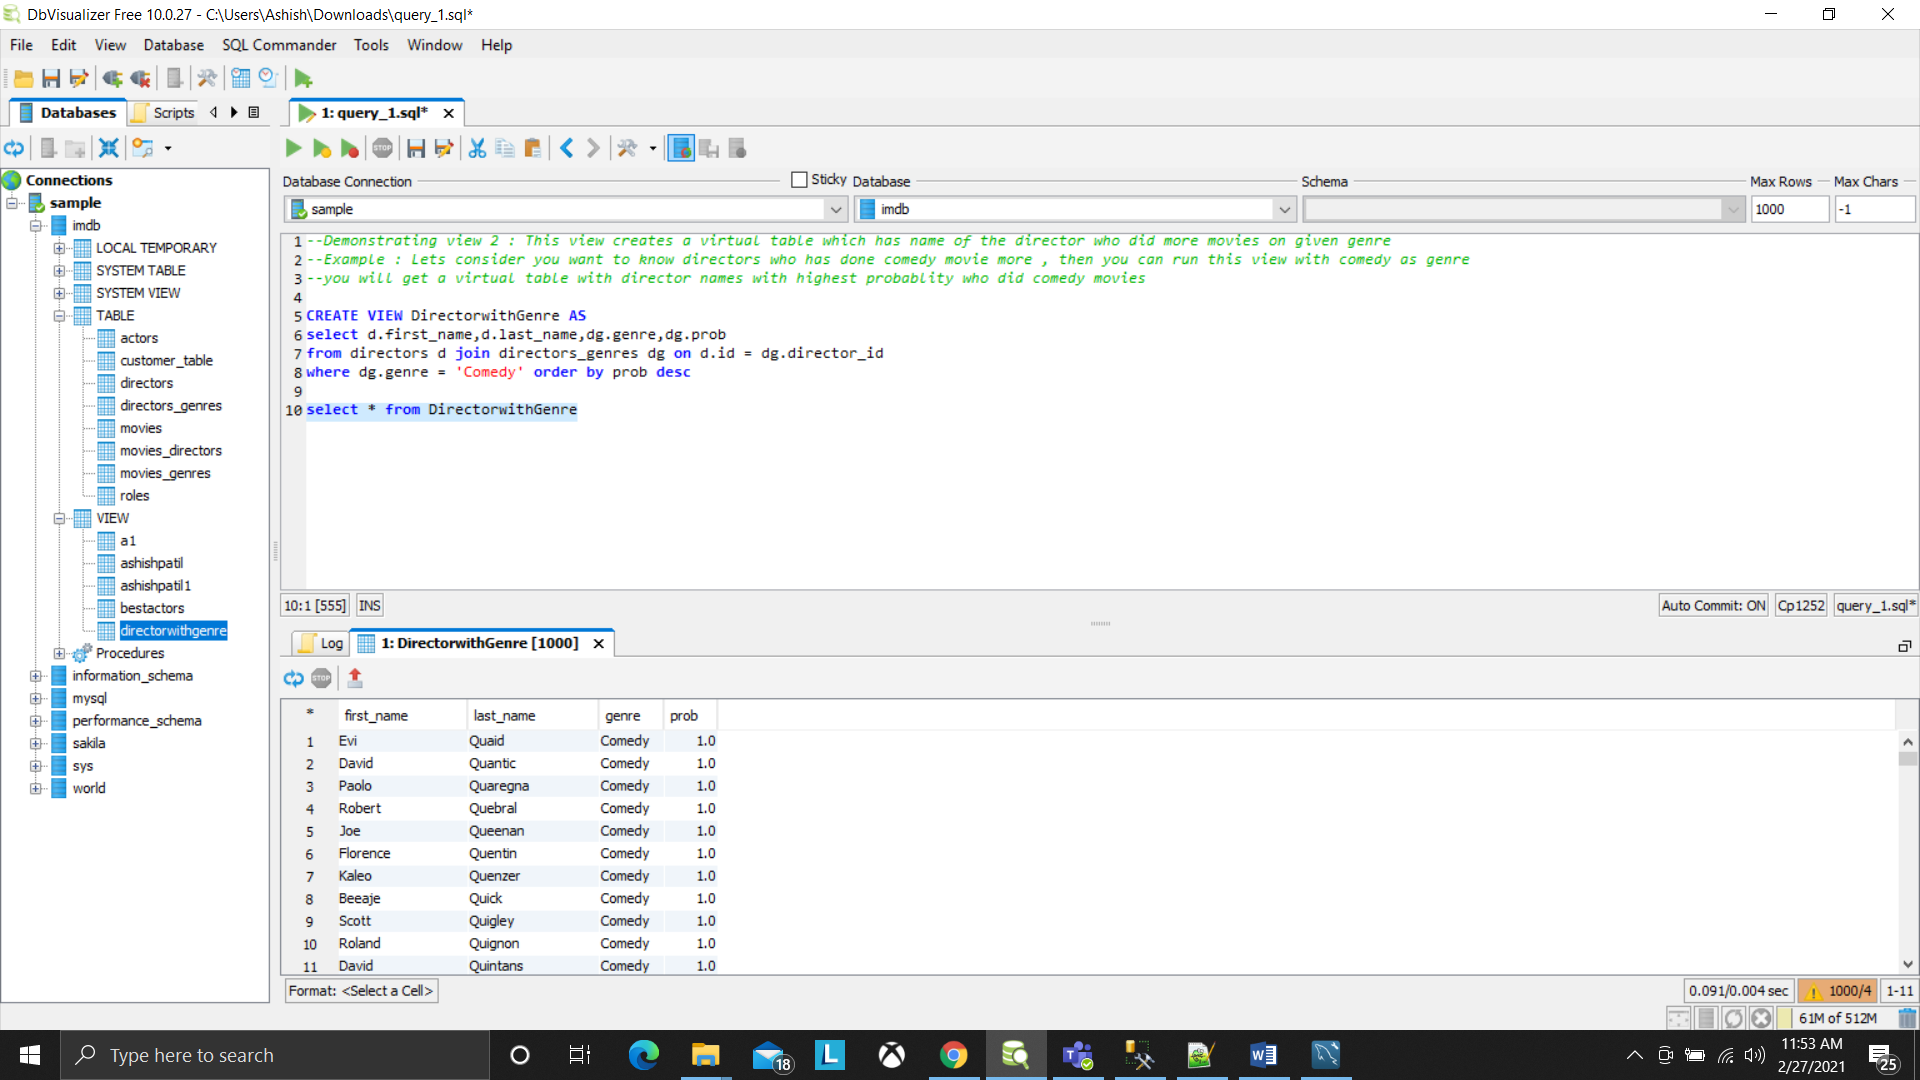 DbVisualizer Free 10.0.27 - C:\Users\Ashish\Downloads\query_1.sql*
File Edit View Database SQL Commander Tools Window Help
Databases Scripts
1: query_1.sql*
Connections
sample
imdb
LOCAL TEMPORARY
SYSTEM TABLE
SYSTEM VIEW
TABLE
actors
customer_table
directors
directors_genres
movies
movies_directors
movies_genres
roles
VIEW
a1
ashishpatil
ashishpatil1
bestactors
directorwithgenre
Procedures
information_schema
mysql
performance_schema
sakila
sys
world
STOP
Database Connection Sticky Database Schema Max Rows Max Chars
sample imdb 1000 -1
1 --Demonstrating view 2 : This view creates a virtual table which has name of the director who did more movies on given genre
2 --Example : Lets consider you want to know directors who has done comedy movie more , then you can run this view with comedy as genre
3 --you will get a virtual table with director names with highest probablity who did comedy movies
4
5 CREATE VIEW DirectorwithGenre AS
6 select d.first_name,d.last_name,dg.genre,dg.prob
7 from directors d join directors_genres dg on d.id = dg.director_id
8 where dg.genre = 'Comedy' order by prob desc
9
10 select * from DirectorwithGenre
10:1 [555] INS Auto Commit: ON Cp1252 query_1.sql*
Log 1: DirectorwithGenre [1000]
STOP
* first_name last_name genre prob
1 Evi Quaid Comedy 1.0
2 David Quantic Comedy 1.0
3 Paolo Quaregna Comedy 1.0
4 Robert Quebral Comedy 1.0
5 Joe Queenan Comedy 1.0
6 Florence Quentin Comedy 1.0
7 Kaleo Quenzer Comedy 1.0
8 Beeaje Quick Comedy 1.0
9 Scott Quigley Comedy 1.0
10 Roland Quignon Comedy 1.0
11 David Quintans Comedy 1.0
Format: <Select a Cell> 0.091/0.004 sec 1000/4 1-11
61M of 512M
Type here to search
18
L
11:53 AM
2/27/2021
25